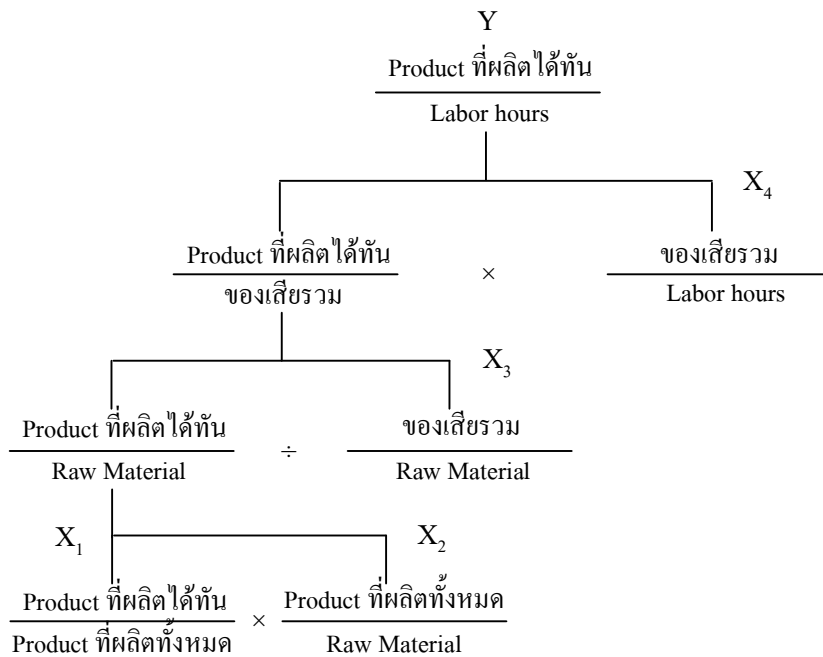 Y
Product ที่ผลิตได้ทัน
Labor hours
X4
Product ที่ผลิตได้ทัน
ของเสียรวม
×
ของเสียรวม
Labor hours
X3
Product ที่ผลิตได้ทัน
Raw Material
÷
ของเสียรวม
Raw Material
X1
X2
Product ที่ผลิตได้ทัน
Product ที่ผลิตทั้งหมด
×
Product ที่ผลิตทั้งหมด
Raw Material